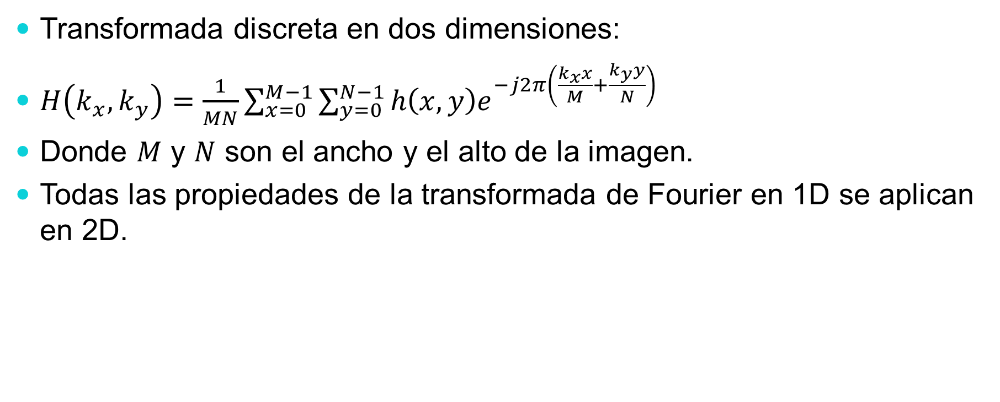 • Transformada discreta en dos dimensiones:
• $H(k_x, k_y) = \frac{1}{MN} \sum_{x=0}^{M-1} \sum_{y=0}^{N-1} h(x, y) e^{-j2\pi\left(\frac{k_x x}{M} + \frac{k_y y}{N}\right)}$
• Donde $M$ y $N$ son el ancho y el alto de la imagen.
• Todas las propiedades de la transformada de Fourier en 1D se aplican
en 2D.